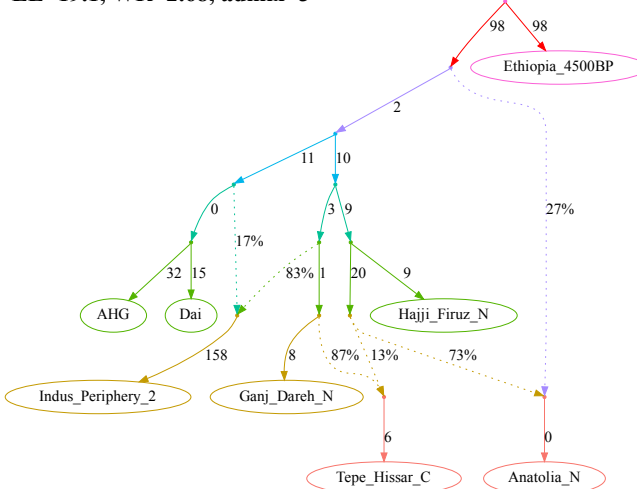 98 98
Ethiopia_4500BP
2
11 10
0 3 9 27%
17%
32 15 83% 1 20 9
AHG Dai Hajji_Firuz_N
158 8 87% 13% 73%
Indus_Periphery_2 Ganj_Dareh_N
6 0
Tepe_Hissar_C Anatolia_N